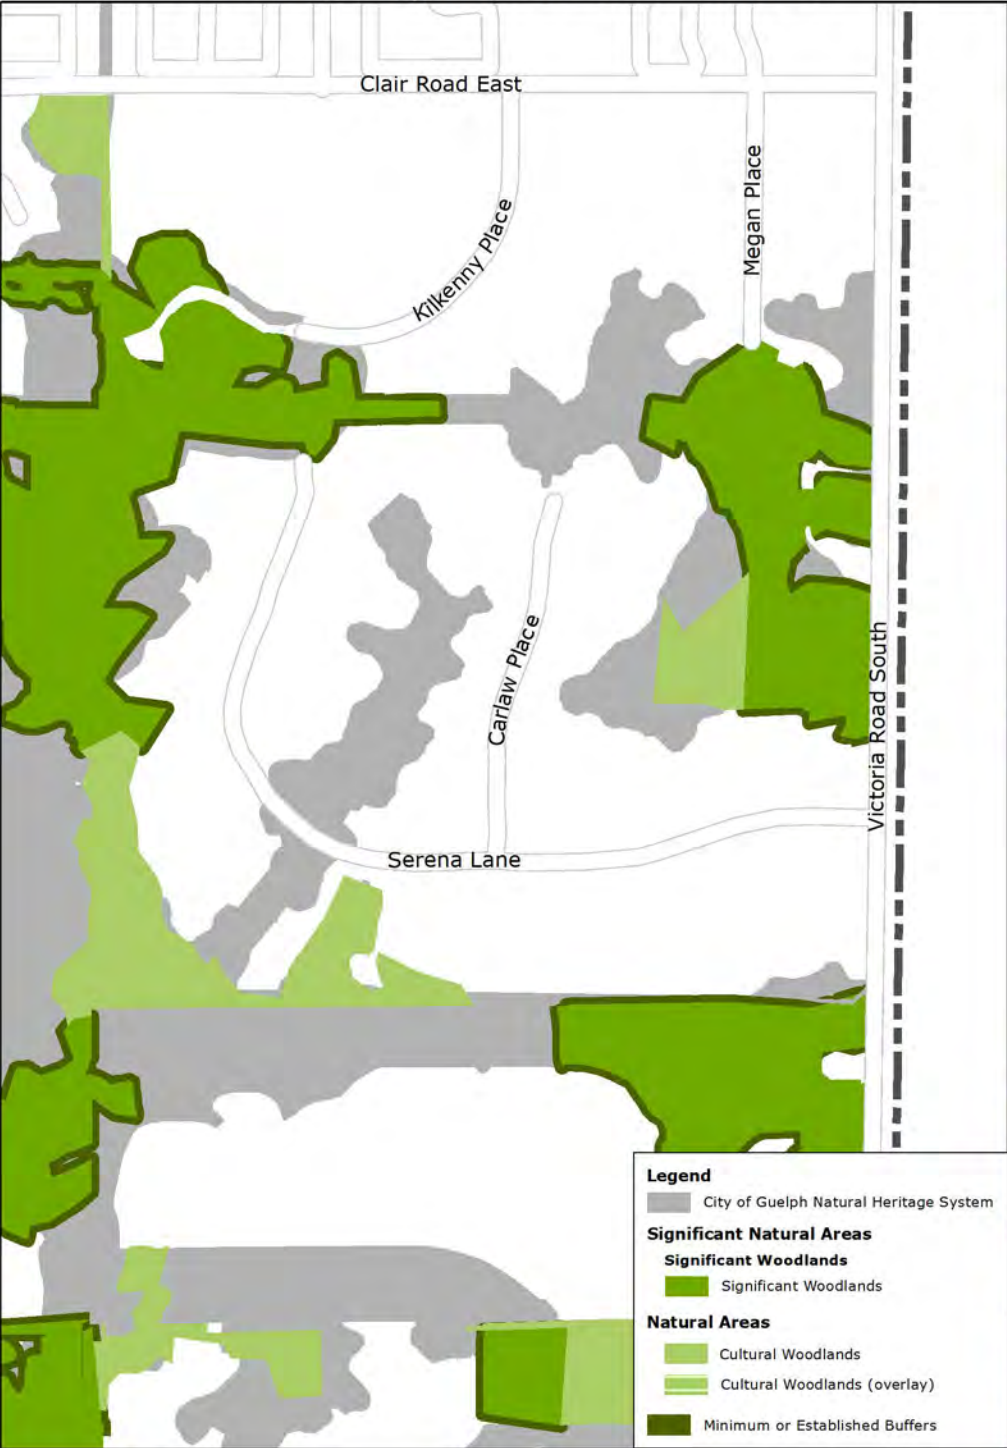 Clair Road East
Kilkenny Place
Megan Place
Carlaw Place
Victoria Road South
Serena Lane
Legend
City of Guelph Natural Heritage System
Significant Natural Areas
Significant Woodlands
Significant Woodlands
Natural Areas
Cultural Woodlands
Cultural Woodlands (overlay)
Minimum or Established Buffers